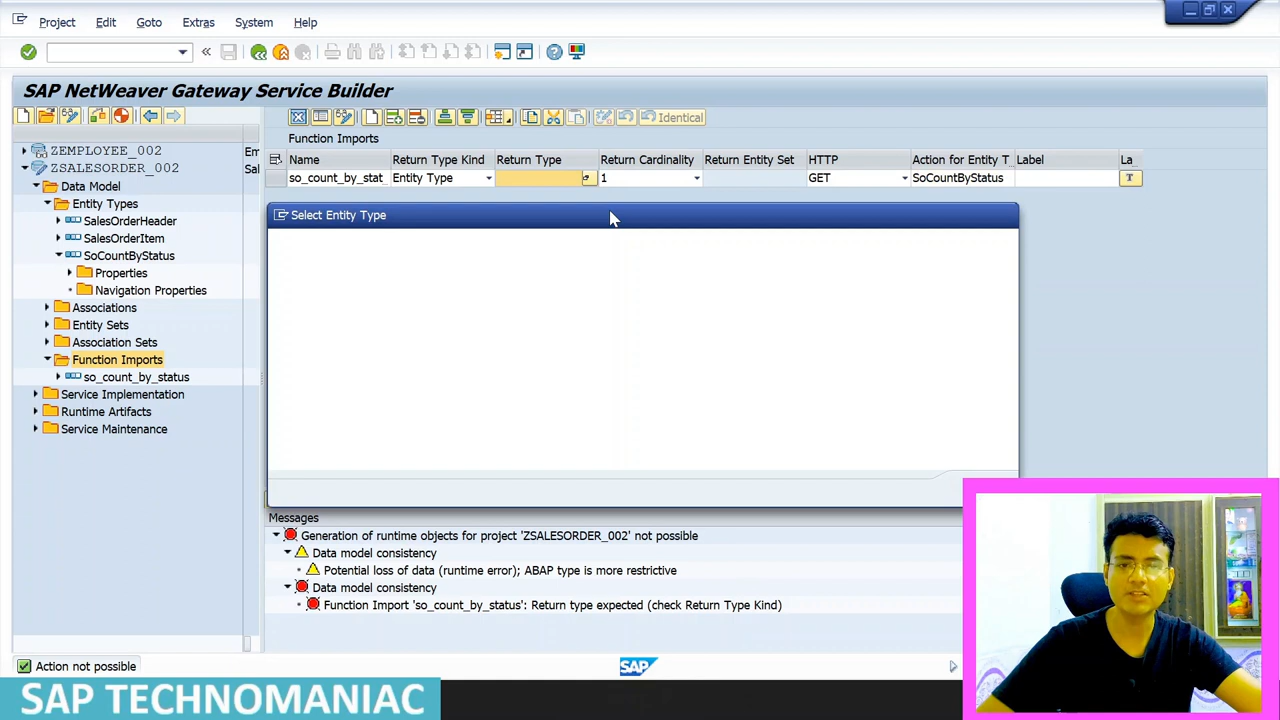 Project Edit Goto Extras System Help
SAP NetWeaver Gateway Service Builder
Identical
ZEMPLOYEE_002
Em
Function Imports
ZSALESORDER_002
Sal
Name Return Type Kind Return Type Return Cardinality Return Entity Set HTTP Action for Entity T... Label La
so_count_by_stat_ Entity Type 1 GET SoCountByStatus T
Data Model
Entity Types
SalesOrderHeader
SalesOrderItem
SoCountByStatus
Properties
Navigation Properties
Associations
Entity Sets
Association Sets
Function Imports
so_count_by_status
Service Implementation
Runtime Artifacts
Service Maintenance
Select Entity Type
Messages
Generation of runtime objects for project 'ZSALESORDER_002' not possible
Data model consistency
Potential loss of data (runtime error); ABAP type is more restrictive
Data model consistency
Function Import 'so_count_by_status': Return type expected (check Return Type Kind)
Action not possible
SAP
SAP TECHNOMANIAC